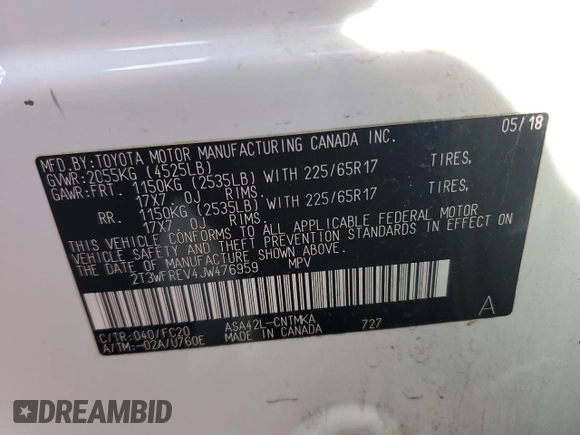 MFD.BY:TOYOTA MOTOR MANUFACTURING CANADA INC. 05/18
GVWR:2055KG (4525LB)
GAWR:FRT. 1150KG (2535LB) WITH 225/65R17 TIRES,
17X7. 0J RIMS.
RR. 1150KG (2535LB) WITH 225/65R17 TIRES,
17X7. 0J RIMS.
THIS VEHICLE CONFORMS TO ALL APPLICABLE FEDERAL MOTOR
VEHICLE SAFETY AND THEFT PREVENTION STANDARDS IN EFFECT
ON THE DATE OF MANUFACTURE SHOWN ABOVE.
2T3WFREV4JW476959 MPV
A
C/TR:040/FC20 ASA42L-CNTMKA 727
A/TM:-02A/U760E MADE IN CANADA
DREAMBID